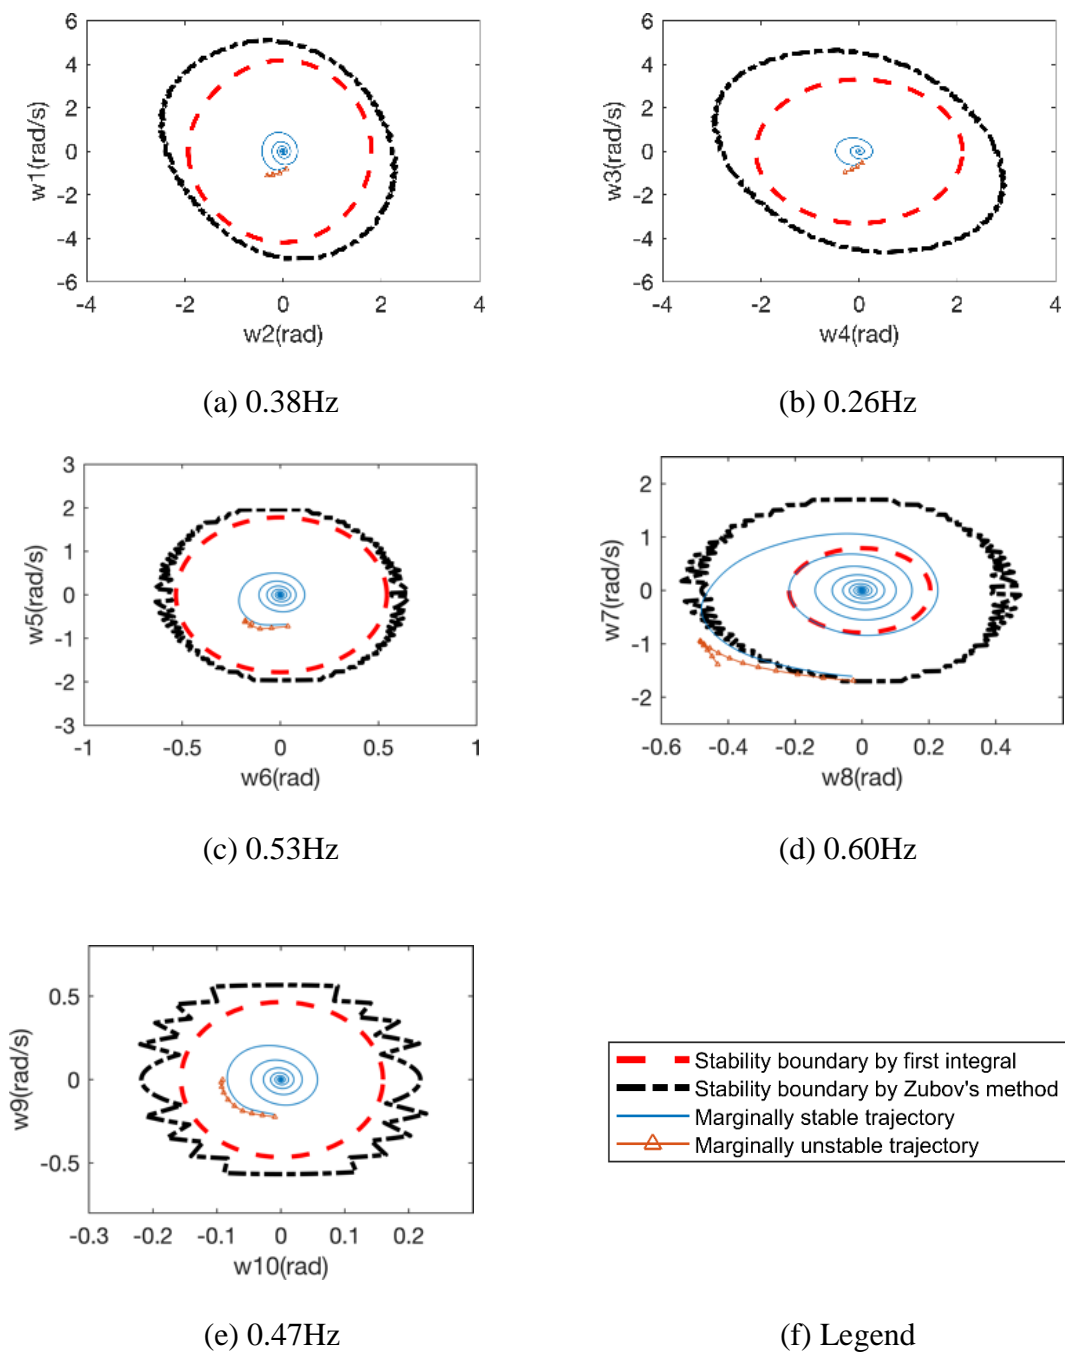 6
4
2
0
-2
-4
-6
-4 -2 0 2 4
w1(rad/s)
w2(rad)
(a) 0.38Hz
6
4
2
0
-2
-4
-6
-4 -2 0 2 4
w3(rad/s)
w4(rad)
(b) 0.26Hz
3
2
1
0
-1
-2
-3
-1 -0.5 0 0.5 1
w5(rad/s)
w6(rad)
(c) 0.53Hz
2
1
0
-1
-2
-0.6 -0.4 -0.2 0 0.2 0.4
w7(rad/s)
w8(rad)
(d) 0.60Hz
0.5
0
-0.5
-0.3 -0.2 -0.1 0 0.1 0.2
w9(rad/s)
w10(rad)
(e) 0.47Hz
Stability boundary by first integral
Stability boundary by Zubov's method
Marginally stable trajectory
Marginally unstable trajectory
(f) Legend